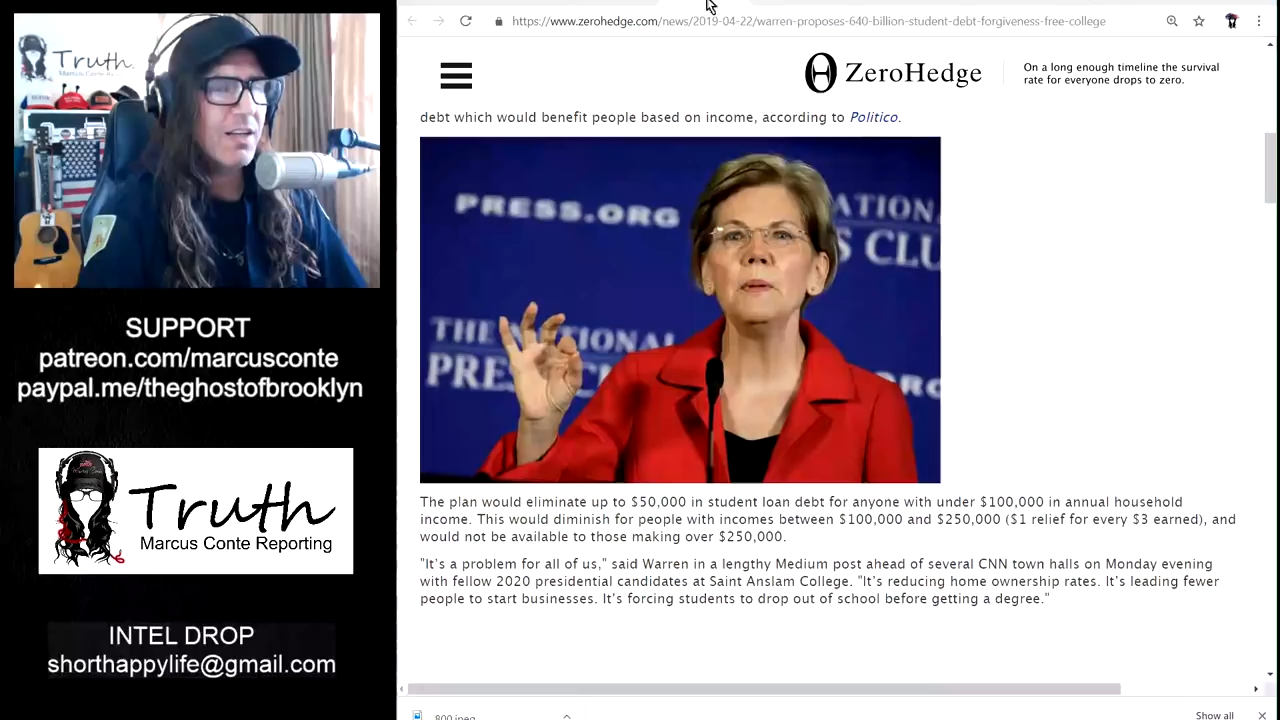 Truth.
SUPPORT
patreon.com/marcusconte
paypal.me/theghostofbrooklyn
Truth
Marcus Conte Reporting
INTEL DROP
shorthappylife@gmail.com
https://www.zerohedge.com/news/2019-04-22/warren-proposes-640-billion-student-debt-forgiveness-free-college
ZeroHedge
On a long enough timeline the survival
rate for everyone drops to zero.
debt which would benefit people based on income, according to Politico.
PRESS.ORG
THE NATIONAL
The plan would eliminate up to $50,000 in student loan debt for anyone with under $100,000 in annual household
income. This would diminish for people with incomes between $100,000 and $250,000 ($1 relief for every $3 earned), and
would not be available to those making over $250,000.
"It's a problem for all of us," said Warren in a lengthy Medium post ahead of several CNN town halls on Monday evening
with fellow 2020 presidential candidates at Saint Anslam College. "It's reducing home ownership rates. It's leading fewer
people to start businesses. It's forcing students to drop out of school before getting a degree."
800.jpeg
Show all